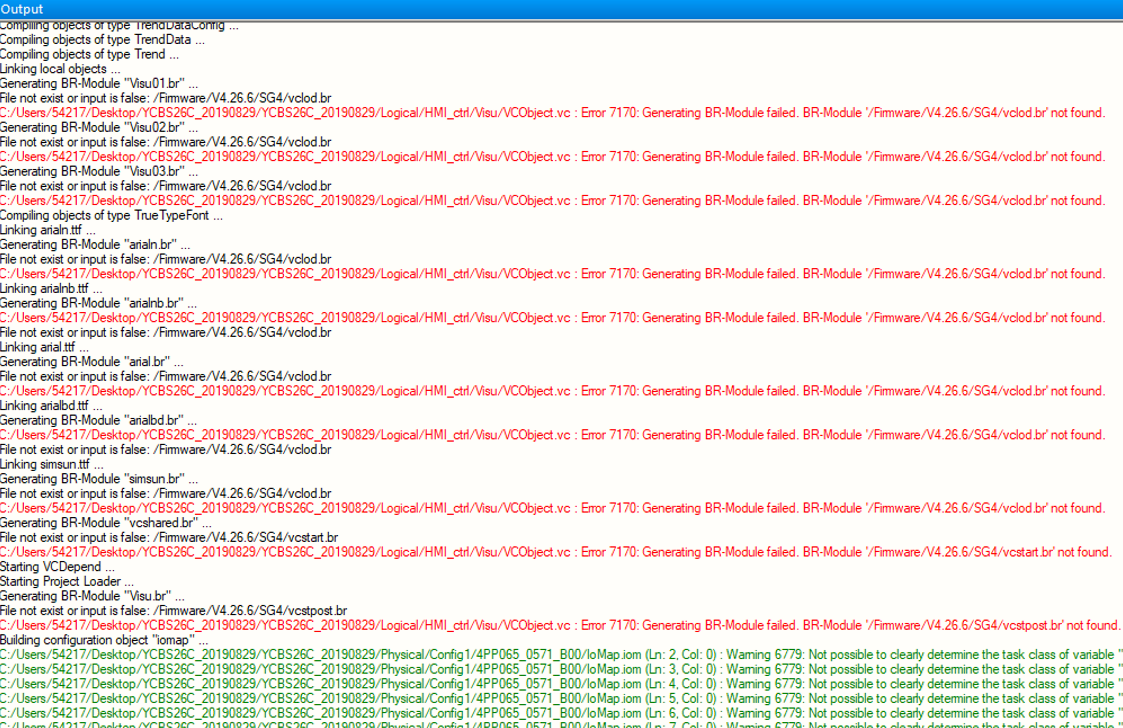 Output
Compiling objects of type TrendDataConfig ...
Compiling objects of type TrendData ...
Compiling objects of type Trend ...
Linking local objects ...
Generating BR-Module "Visu01.br" ...
File not exist or input is false: /Firmware/V4.26.6/SG4/vclod.br
C:/Users/54217/Desktop/YCBS26C_20190829/YCBS26C_20190829/Logical/HMI_ctrl/Visu/VCObject.vc : Error 7170: Generating BR-Module failed. BR-Module '/Firmware/V4.26.6/SG4/vclod.br' not found.
Generating BR-Module "Visu02.br" ...
File not exist or input is false: /Firmware/V4.26.6/SG4/vclod.br
C:/Users/54217/Desktop/YCBS26C_20190829/YCBS26C_20190829/Logical/HMI_ctrl/Visu/VCObject.vc : Error 7170: Generating BR-Module failed. BR-Module '/Firmware/V4.26.6/SG4/vclod.br' not found.
Generating BR-Module "Visu03.br" ...
File not exist or input is false: /Firmware/V4.26.6/SG4/vclod.br
C:/Users/54217/Desktop/YCBS26C_20190829/YCBS26C_20190829/Logical/HMI_ctrl/Visu/VCObject.vc : Error 7170: Generating BR-Module failed. BR-Module '/Firmware/V4.26.6/SG4/vclod.br' not found.
Compiling objects of type TrueTypeFont ...
Linking arialn.ttf ...
Generating BR-Module "arialn.br" ...
File not exist or input is false: /Firmware/V4.26.6/SG4/vclod.br
C:/Users/54217/Desktop/YCBS26C_20190829/YCBS26C_20190829/Logical/HMI_ctrl/Visu/VCObject.vc : Error 7170: Generating BR-Module failed. BR-Module '/Firmware/V4.26.6/SG4/vclod.br' not found.
Linking arialnb.ttf ...
Generating BR-Module "arialnb.br" ...
C:/Users/54217/Desktop/YCBS26C_20190829/YCBS26C_20190829/Logical/HMI_ctrl/Visu/VCObject.vc : Error 7170: Generating BR-Module failed. BR-Module '/Firmware/V4.26.6/SG4/vclod.br' not found.
File not exist or input is false: /Firmware/V4.26.6/SG4/vclod.br
Linking arial.ttf ...
Generating BR-Module "arial.br" ...
File not exist or input is false: /Firmware/V4.26.6/SG4/vclod.br
C:/Users/54217/Desktop/YCBS26C_20190829/YCBS26C_20190829/Logical/HMI_ctrl/Visu/VCObject.vc : Error 7170: Generating BR-Module failed. BR-Module '/Firmware/V4.26.6/SG4/vclod.br' not found.
Linking arialbd.ttf ...
Generating BR-Module "arialbd.br" ...
C:/Users/54217/Desktop/YCBS26C_20190829/YCBS26C_20190829/Logical/HMI_ctrl/Visu/VCObject.vc : Error 7170: Generating BR-Module failed. BR-Module '/Firmware/V4.26.6/SG4/vclod.br' not found.
File not exist or input is false: /Firmware/V4.26.6/SG4/vclod.br
Linking simsun.ttf ...
Generating BR-Module "simsun.br" ...
File not exist or input is false: /Firmware/V4.26.6/SG4/vclod.br
C:/Users/54217/Desktop/YCBS26C_20190829/YCBS26C_20190829/Logical/HMI_ctrl/Visu/VCObject.vc : Error 7170: Generating BR-Module failed. BR-Module '/Firmware/V4.26.6/SG4/vclod.br' not found.
Generating BR-Module "vcshared.br" ...
File not exist or input is false: /Firmware/V4.26.6/SG4/vcstart.br
C:/Users/54217/Desktop/YCBS26C_20190829/YCBS26C_20190829/Logical/HMI_ctrl/Visu/VCObject.vc : Error 7170: Generating BR-Module failed. BR-Module '/Firmware/V4.26.6/SG4/vcstart.br' not found.
Starting VCDepend ...
Starting Project Loader ...
Generating BR-Module "Visu.br" ...
File not exist or input is false: /Firmware/V4.26.6/SG4/vcstpost.br
C:/Users/54217/Desktop/YCBS26C_20190829/YCBS26C_20190829/Logical/HMI_ctrl/Visu/VCObject.vc : Error 7170: Generating BR-Module failed. BR-Module '/Firmware/V4.26.6/SG4/vcstpost.br' not found.
Building configuration object "iomap" ...
C:/Users/54217/Desktop/YCBS26C_20190829/YCBS26C_20190829/Physical/Config1/4PP065_0571_B00/IoMap.iom (Ln: 2, Col: 0) : Warning 6779: Not possible to clearly determine the task class of variable "
C:/Users/54217/Desktop/YCBS26C_20190829/YCBS26C_20190829/Physical/Config1/4PP065_0571_B00/IoMap.iom (Ln: 3, Col: 0) : Warning 6779: Not possible to clearly determine the task class of variable "
C:/Users/54217/Desktop/YCBS26C_20190829/YCBS26C_20190829/Physical/Config1/4PP065_0571_B00/IoMap.iom (Ln: 4, Col: 0) : Warning 6779: Not possible to clearly determine the task class of variable "
C:/Users/54217/Desktop/YCBS26C_20190829/YCBS26C_20190829/Physical/Config1/4PP065_0571_B00/IoMap.iom (Ln: 5, Col: 0) : Warning 6779: Not possible to clearly determine the task class of variable "
C:/Users/54217/Desktop/YCBS26C_20190829/YCBS26C_20190829/Physical/Config1/4PP065_0571_B00/IoMap.iom (Ln: 6, Col: 0) : Warning 6779: Not possible to clearly determine the task class of variable "
C:/Users/54217/Desktop/YCBS26C_20190829/YCBS26C_20190829/Physical/Config1/4PP065_0571_B00/IoMap.iom (Ln: 7, Col: 0) : Warning 6779: Not possible to clearly determine the task class of variable "